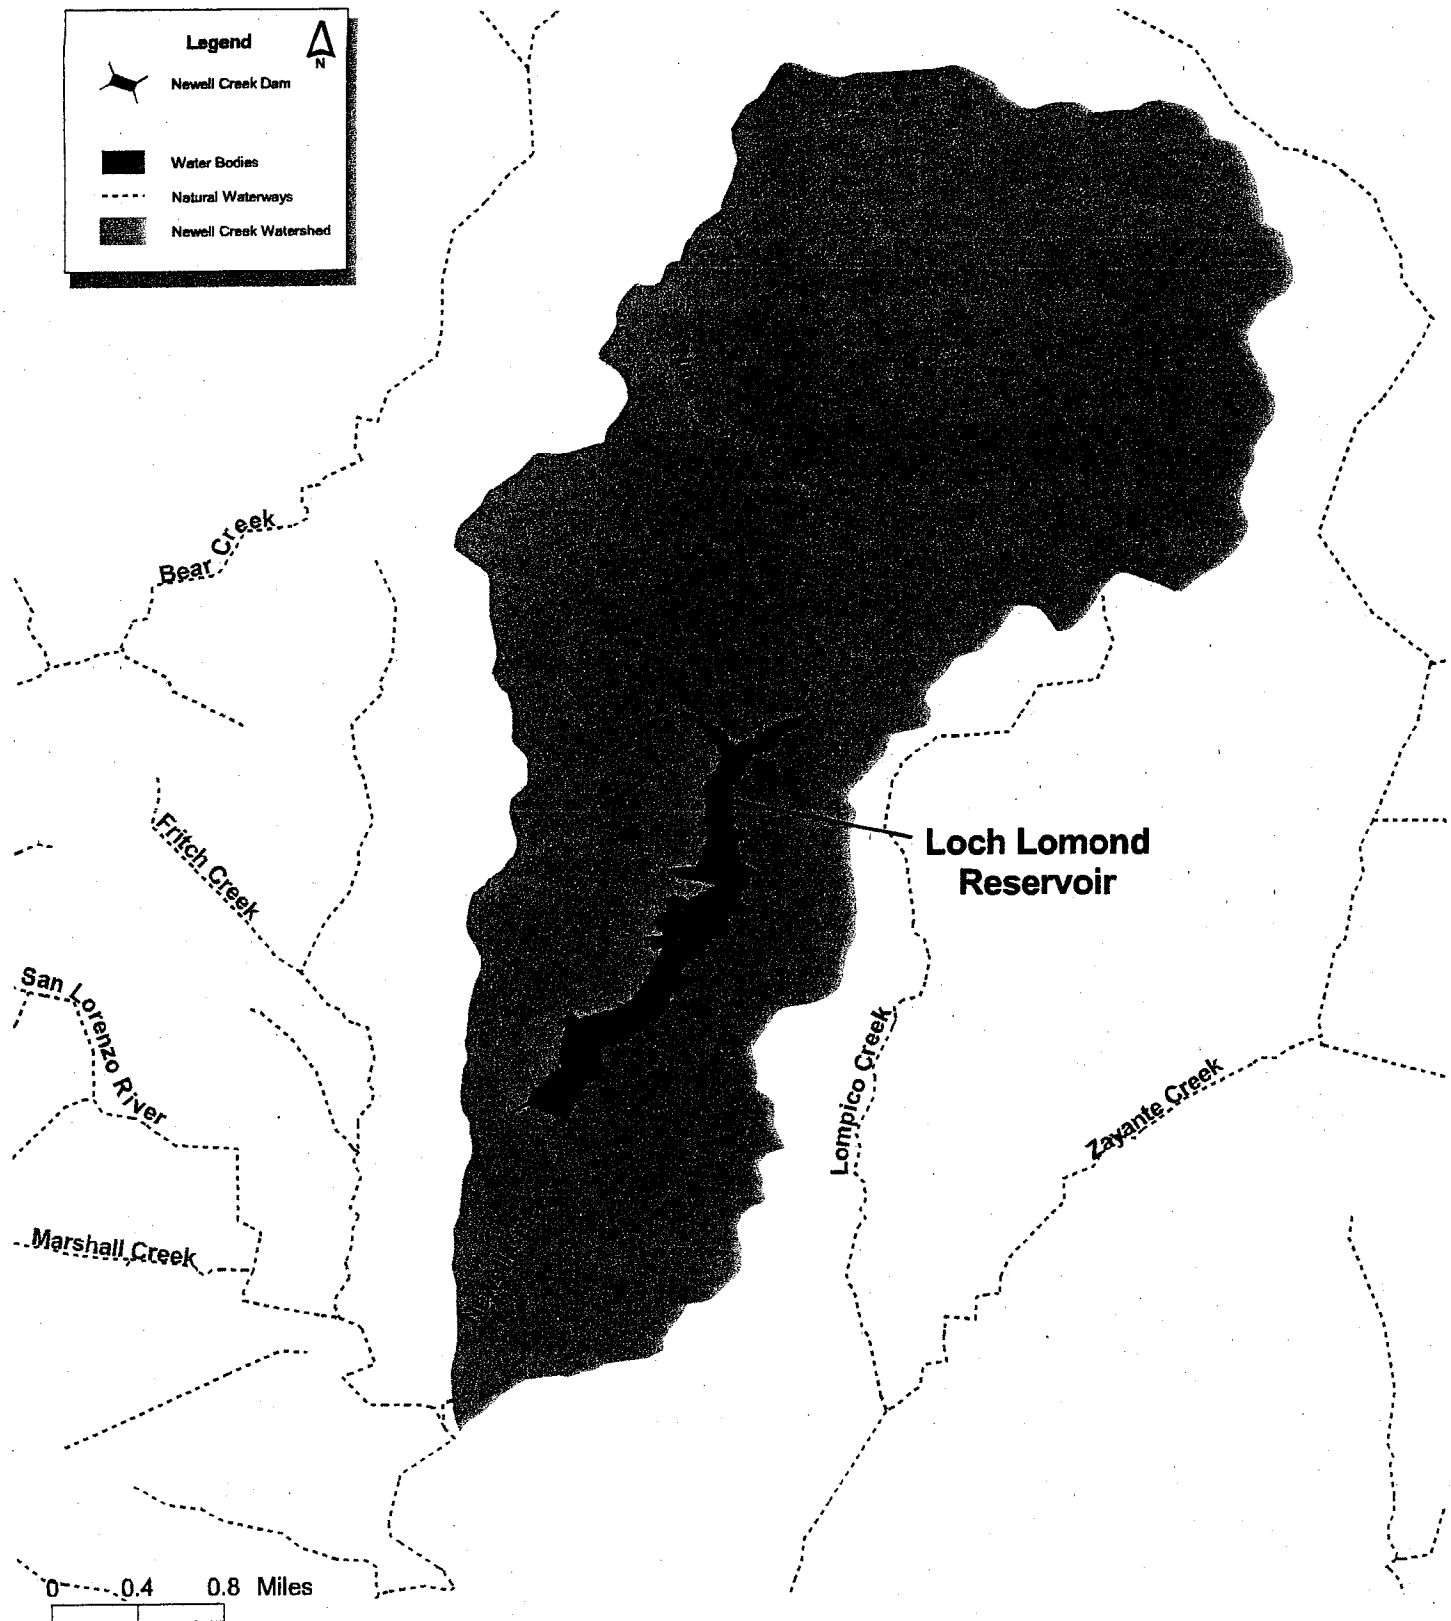 Legend
N
Newell Creek Dam
Water Bodies
Natural Waterways
Newell Creek Watershed
Bear Creek
Fritch Creek
Loch Lomond
Reservoir
San Lorenzo River
Lompico Creek
Zayante Creek
Marshall Creek
0 0.4 0.8 Miles